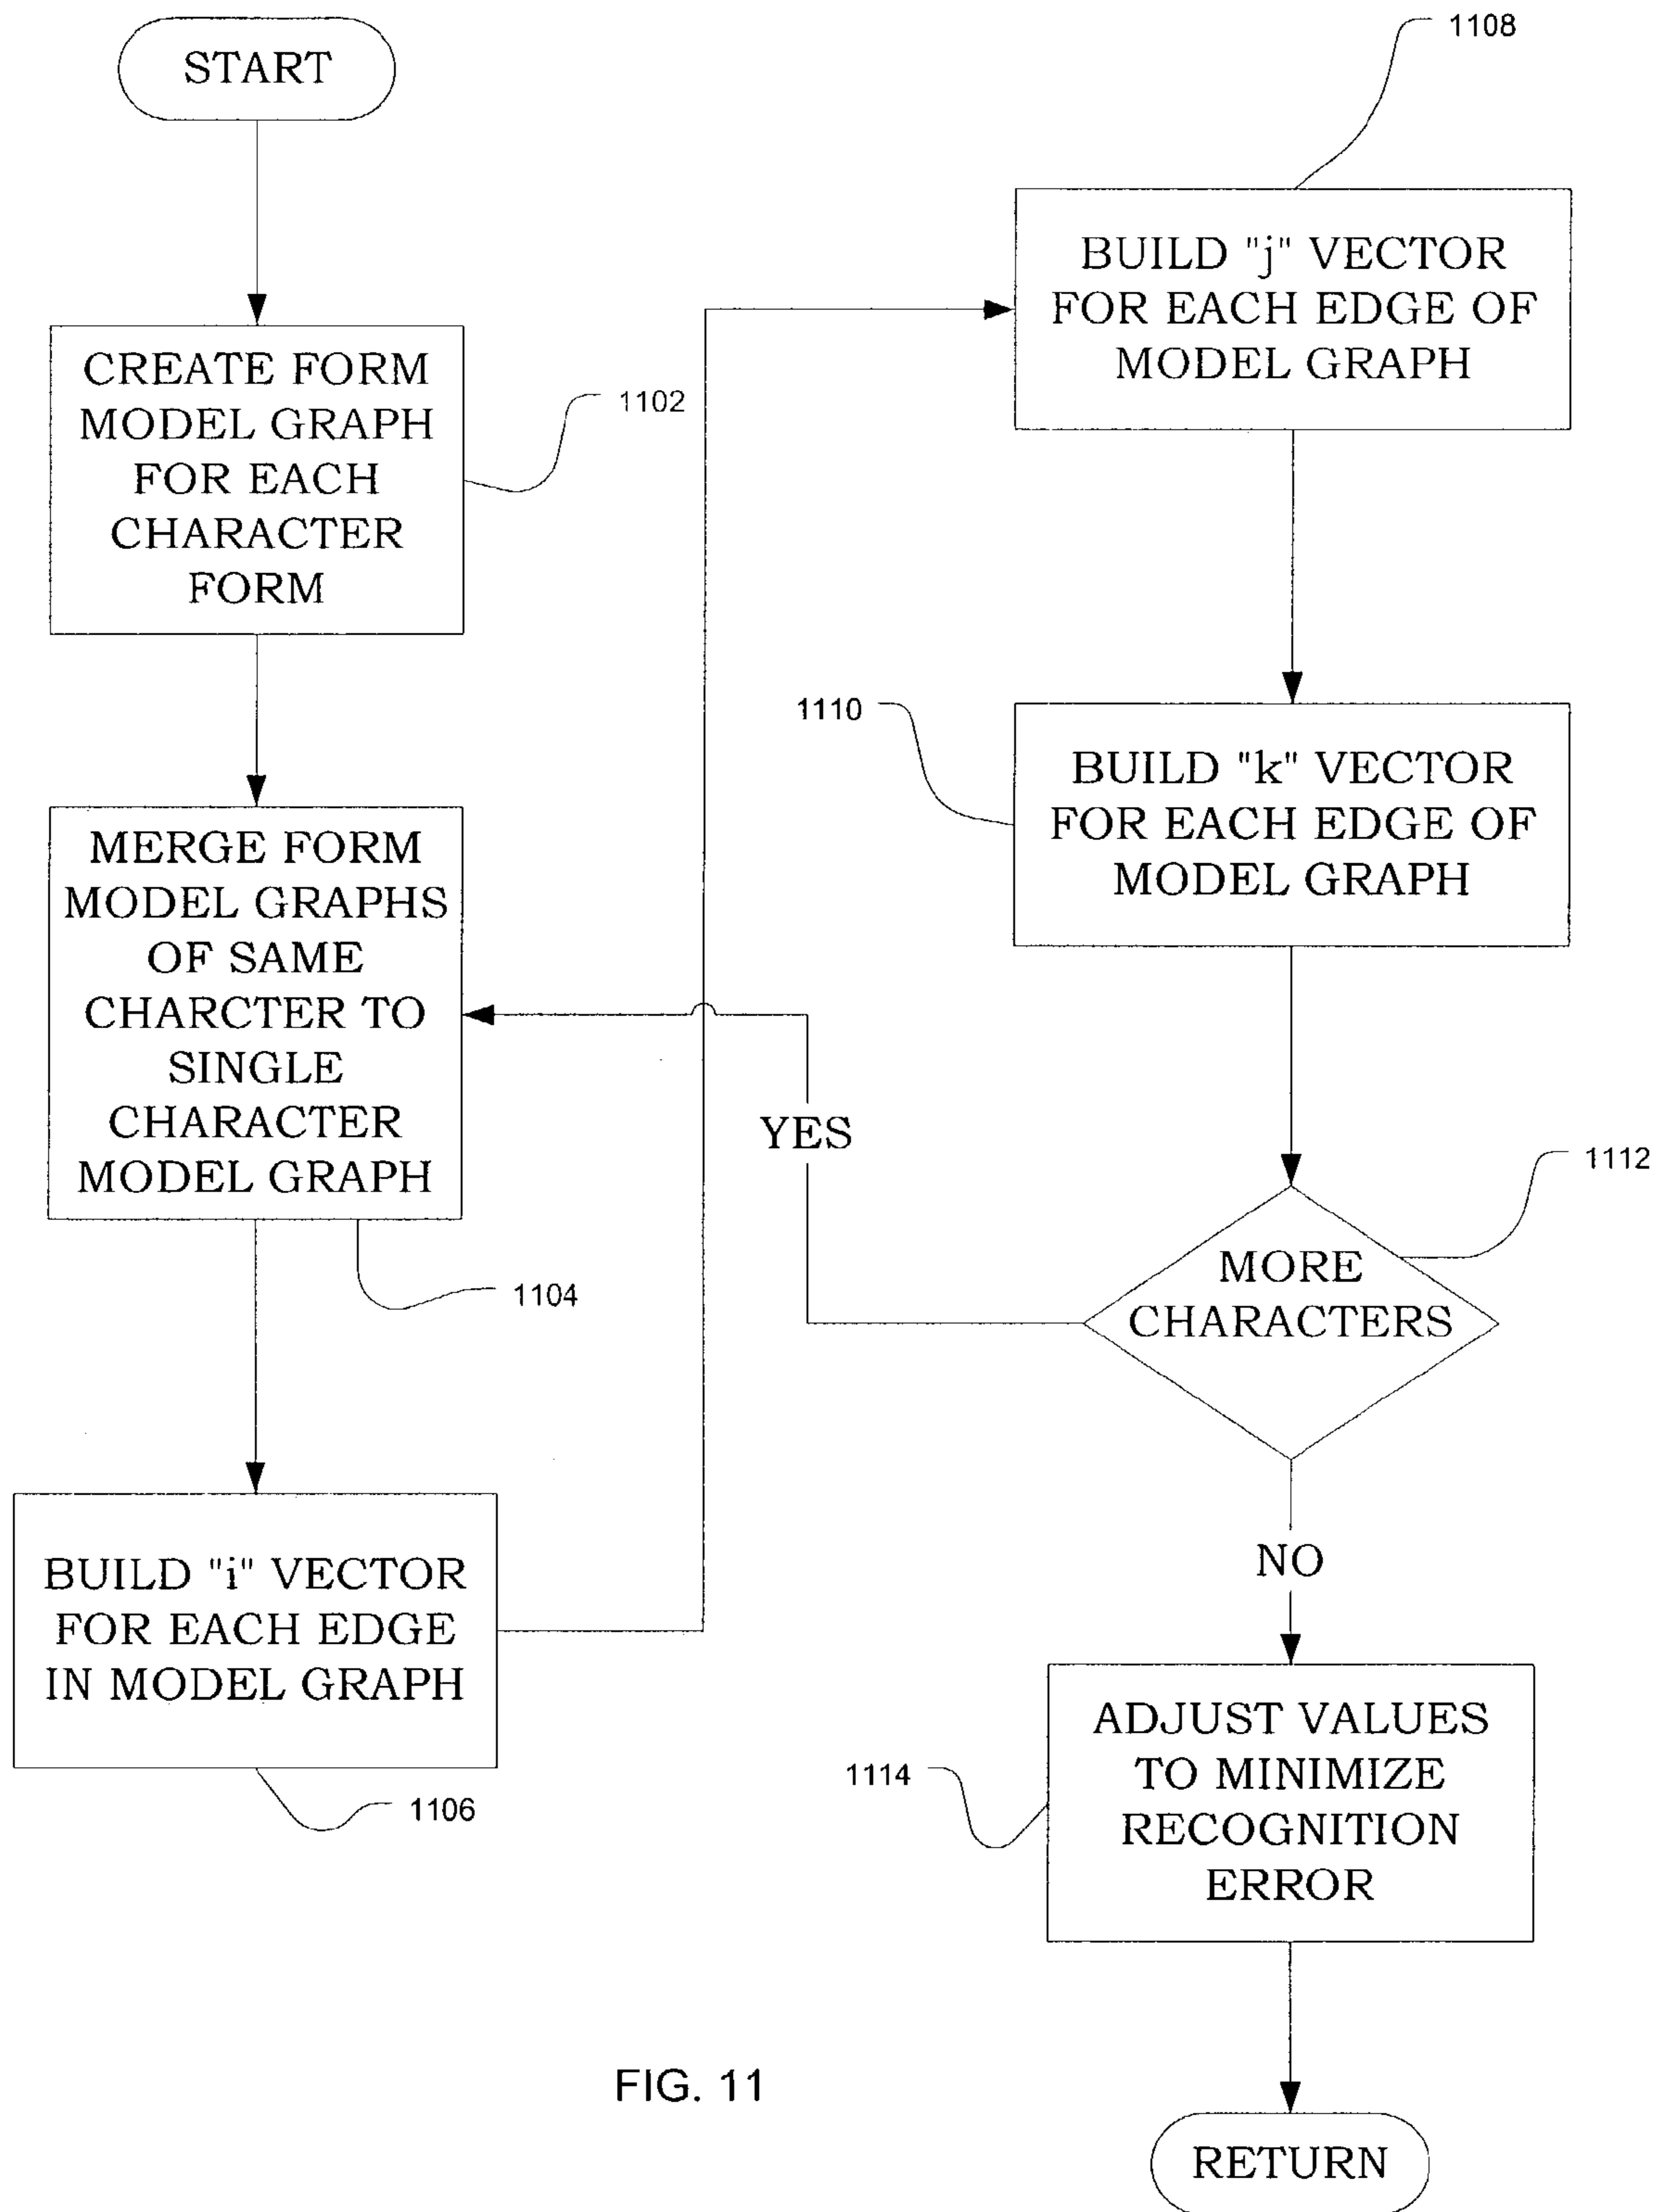 START
CREATE FORM
MODEL GRAPH
FOR EACH
CHARACTER
FORM
1102
MERGE FORM
MODEL GRAPHS
OF SAME
CHARCTER TO
SINGLE
CHARACTER
MODEL GRAPH
1104
BUILD "i" VECTOR
FOR EACH EDGE
IN MODEL GRAPH
1106
1108
BUILD "j" VECTOR
FOR EACH EDGE OF
MODEL GRAPH
1110
BUILD "k" VECTOR
FOR EACH EDGE OF
MODEL GRAPH
YES
1112
MORE
CHARACTERS
NO
ADJUST VALUES
TO MINIMIZE
RECOGNITION
ERROR
1114
RETURN
FIG. 11